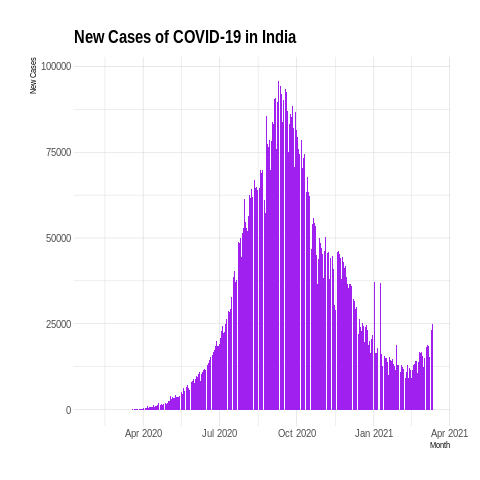 New Cases of COVID-19 in India
New Cases
100000
75000
50000
25000
0
Apr 2020 Jul 2020 Oct 2020 Jan 2021 Apr 2021
Month